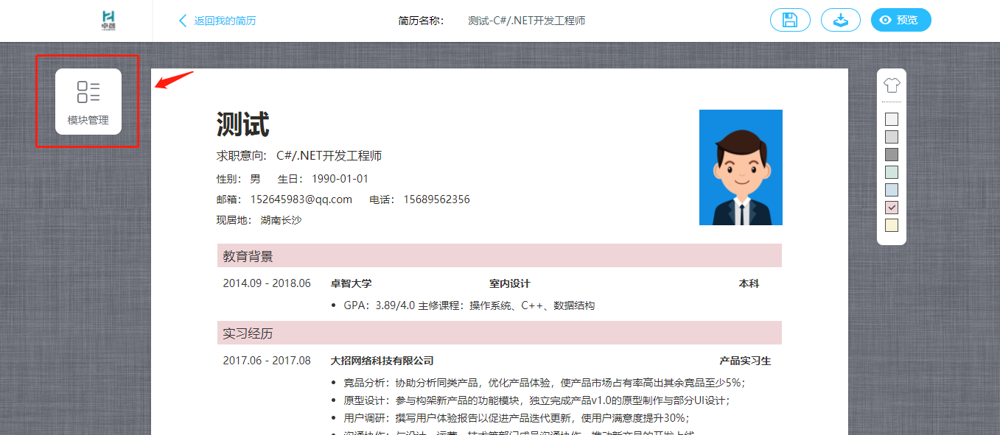 卓智
返回我的简历 简历名称： 测试-C#/.NET开发工程师 预览
模块管理
测试
求职意向: C#/.NET开发工程师
性别: 男 生日: 1990-01-01
邮箱: 152645983@qq.com 电话: 15689562356
现居地: 湖南长沙
教育背景
2014.09 - 2018.06 卓智大学 室内设计 本科
• GPA：3.89/4.0 主修课程：操作系统、C++、数据结构
实习经历
2017.06 - 2017.08 大招网络科技有限公司 产品实习生
• 竞品分析：协助分析同类产品，优化产品体验，使产品市场占有率高出其余竞品至少5%；
• 原型设计：参与构架新产品的功能模块，独立完成产品v1.0的原型制作与部分UI设计；
• 用户调研：撰写用户体验报告以促进产品迭代更新，使用户满意度提升30%；